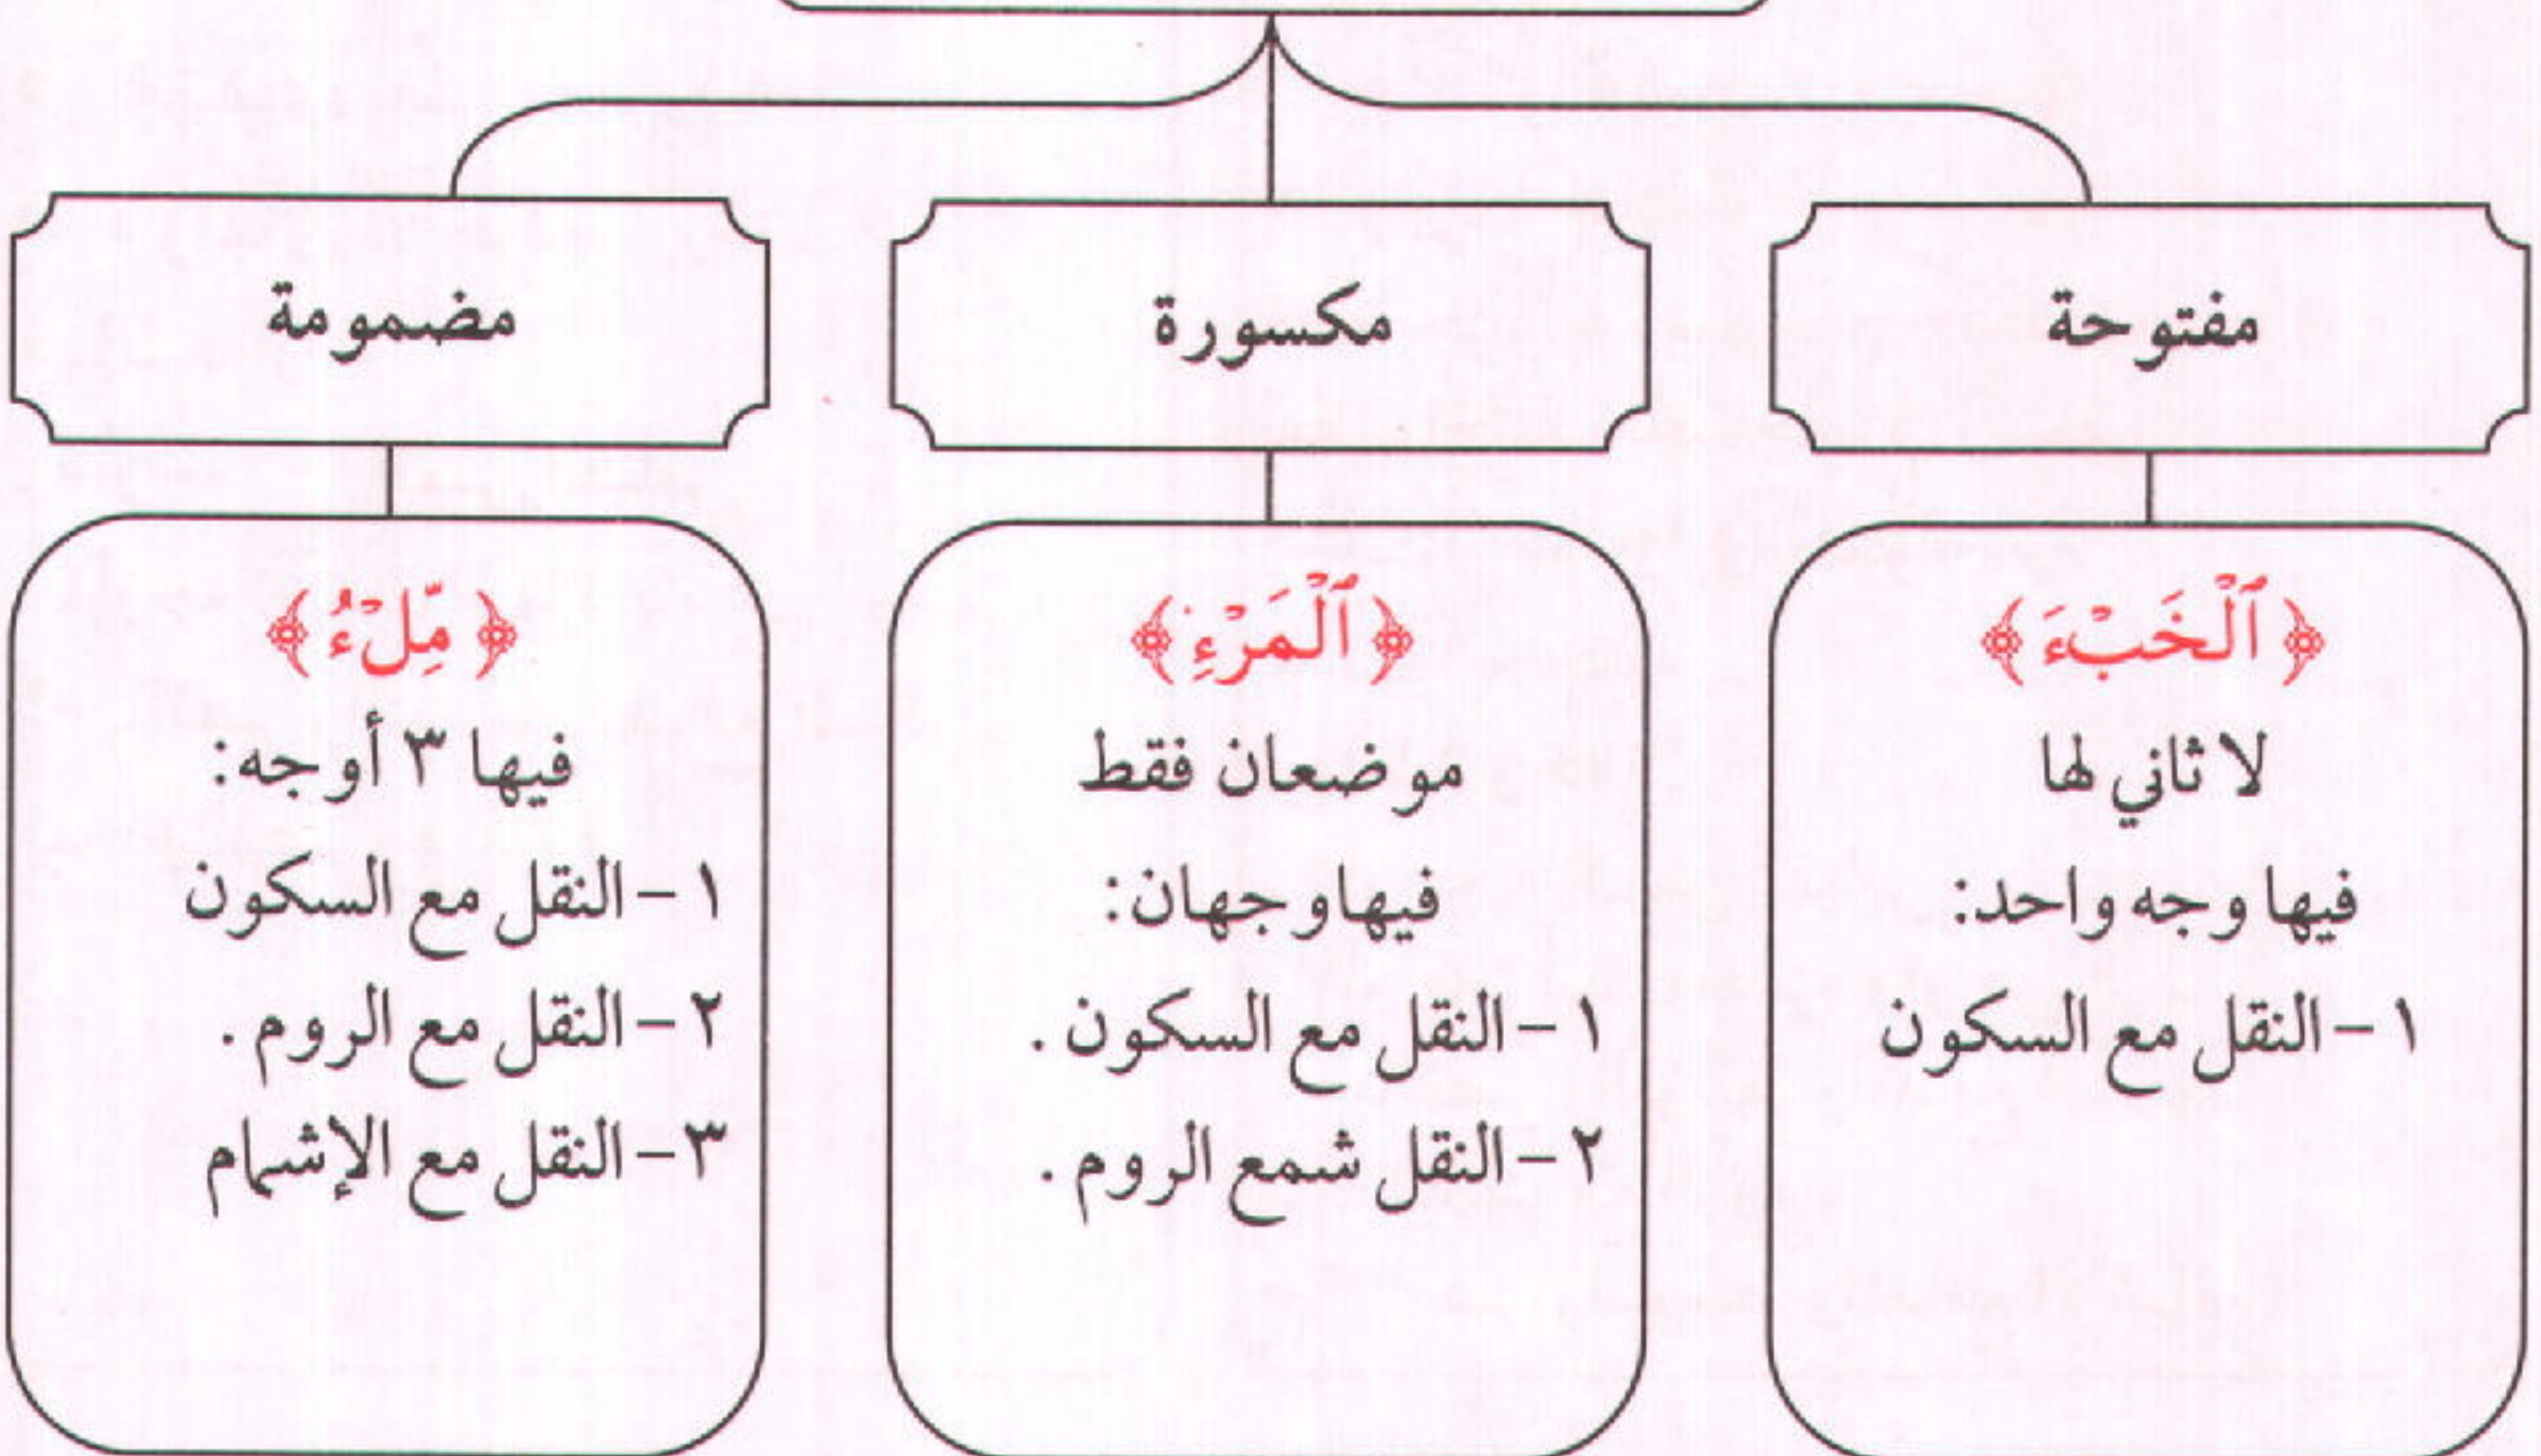 مفتوحة
﴿ٱلْخَبْءَ﴾
لا ثاني لها
فيها وجه واحد:
١ - النقل مع السكون
مكسورة
﴿ٱلْمَرْءِ﴾
موضعان فقط
فيهاوجهان:
١ - النقل مع السكون .
٢ - النقل شمع الروم .
مضمومة
﴿مِّلْءُ﴾
فيها ٣ أوجه:
١ - النقل مع السكون
٢ - النقل مع الروم .
٣ - النقل مع الإشمام